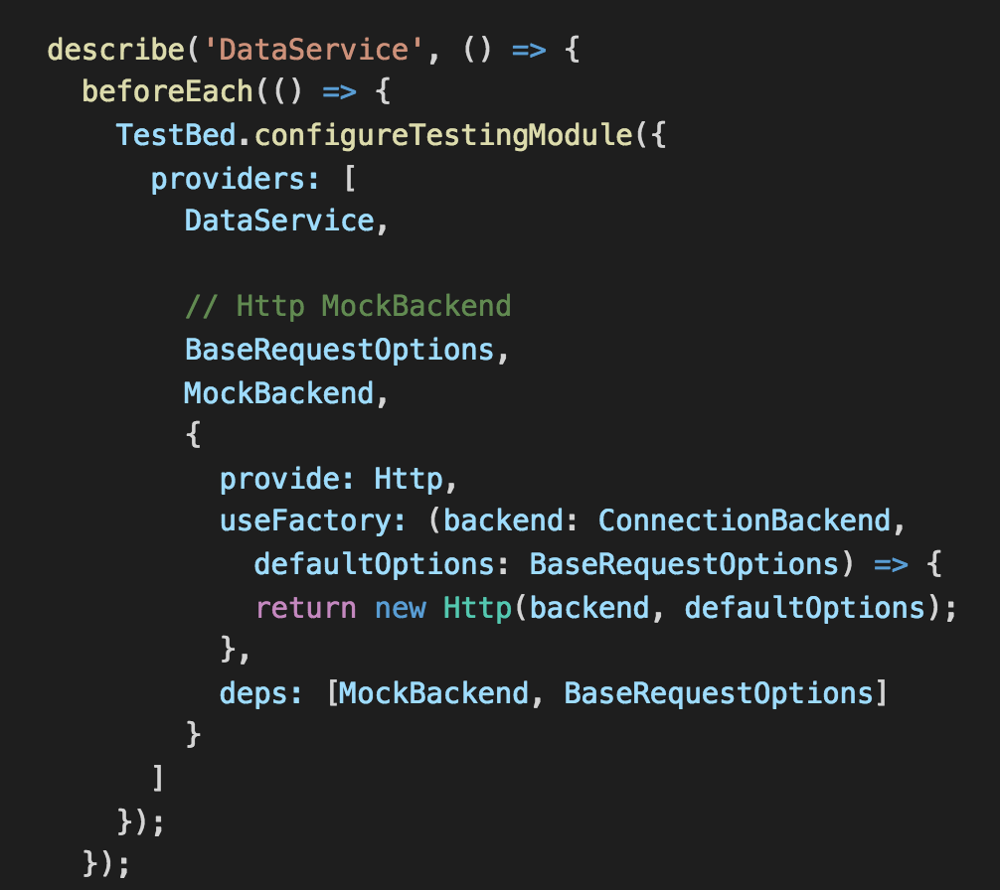 describe('DataService', () => {
  beforeEach(() => {
    TestBed.configureTestingModule({
      providers: [
        DataService,

        // Http MockBackend
        BaseRequestOptions,
        MockBackend,
        {
          provide: Http,
          useFactory: (backend: ConnectionBackend,
            defaultOptions: BaseRequestOptions) => {
            return new Http(backend, defaultOptions);
          },
          deps: [MockBackend, BaseRequestOptions]
        }
      ]
    });
  });